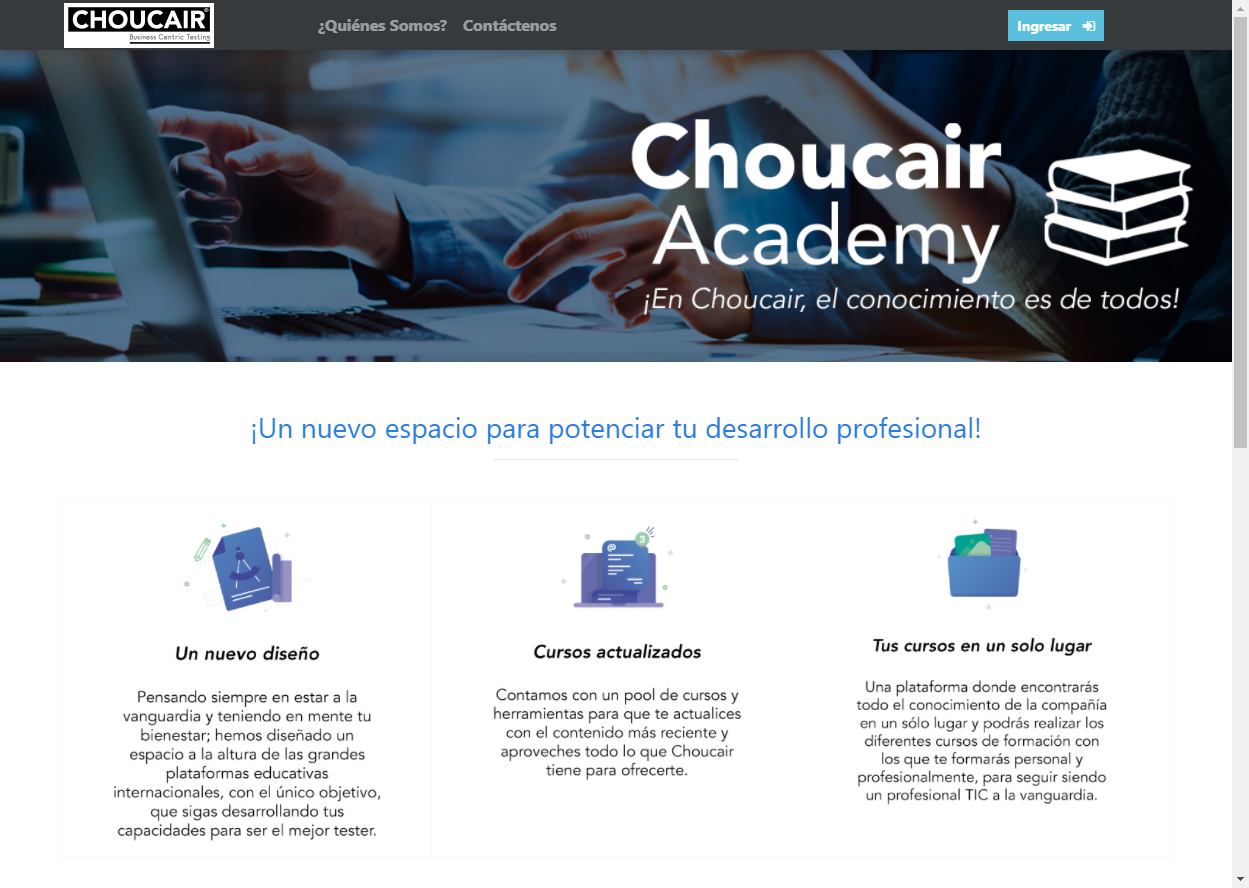 CHOUCAIR®
Business Centric Testing
¿Quiénes Somos?
Contáctenos
Ingresar
Choucair
Academy
¡En Choucair, el conocimiento es de todos!
¡Un nuevo espacio para potenciar tu desarrollo profesional!
Un nuevo diseño
Pensando siempre en estar a la
vanguardia y teniendo en mente tu
bienestar; hemos diseñado un
espacio a la altura de las grandes
plataformas educativas
internacionales, con el único objetivo,
que sigas desarrollando tus
capacidades para ser el mejor tester.
@
3
Cursos actualizados
Contamos con un pool de cursos y
herramientas para que te actualices
con el contenido más reciente y
aproveches todo lo que Choucair
tiene para ofrecerte.
Tus cursos en un solo lugar
Una plataforma donde encontrarás
todo el conocimiento de la compañía
en un sólo lugar y podrás realizar los
diferentes cursos de formación con
los que te formarás personal y
profesionalmente, para seguir siendo
un profesional TIC a la vanguardia.